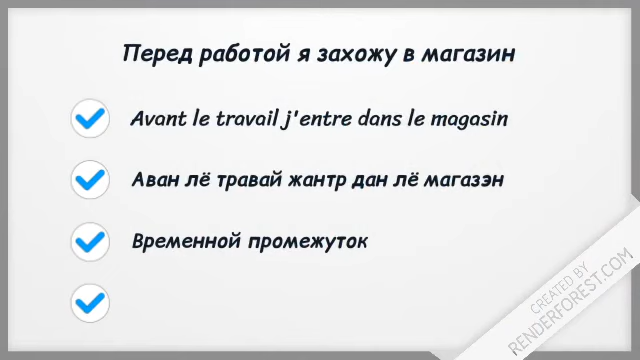 Перед работой я захожу в магазин
Avant le travail j'entre dans le magasin
Аван лё травай жантр дан лё магазэн
Временной промежуток
CREATED BY
RENDERFOREST.COM